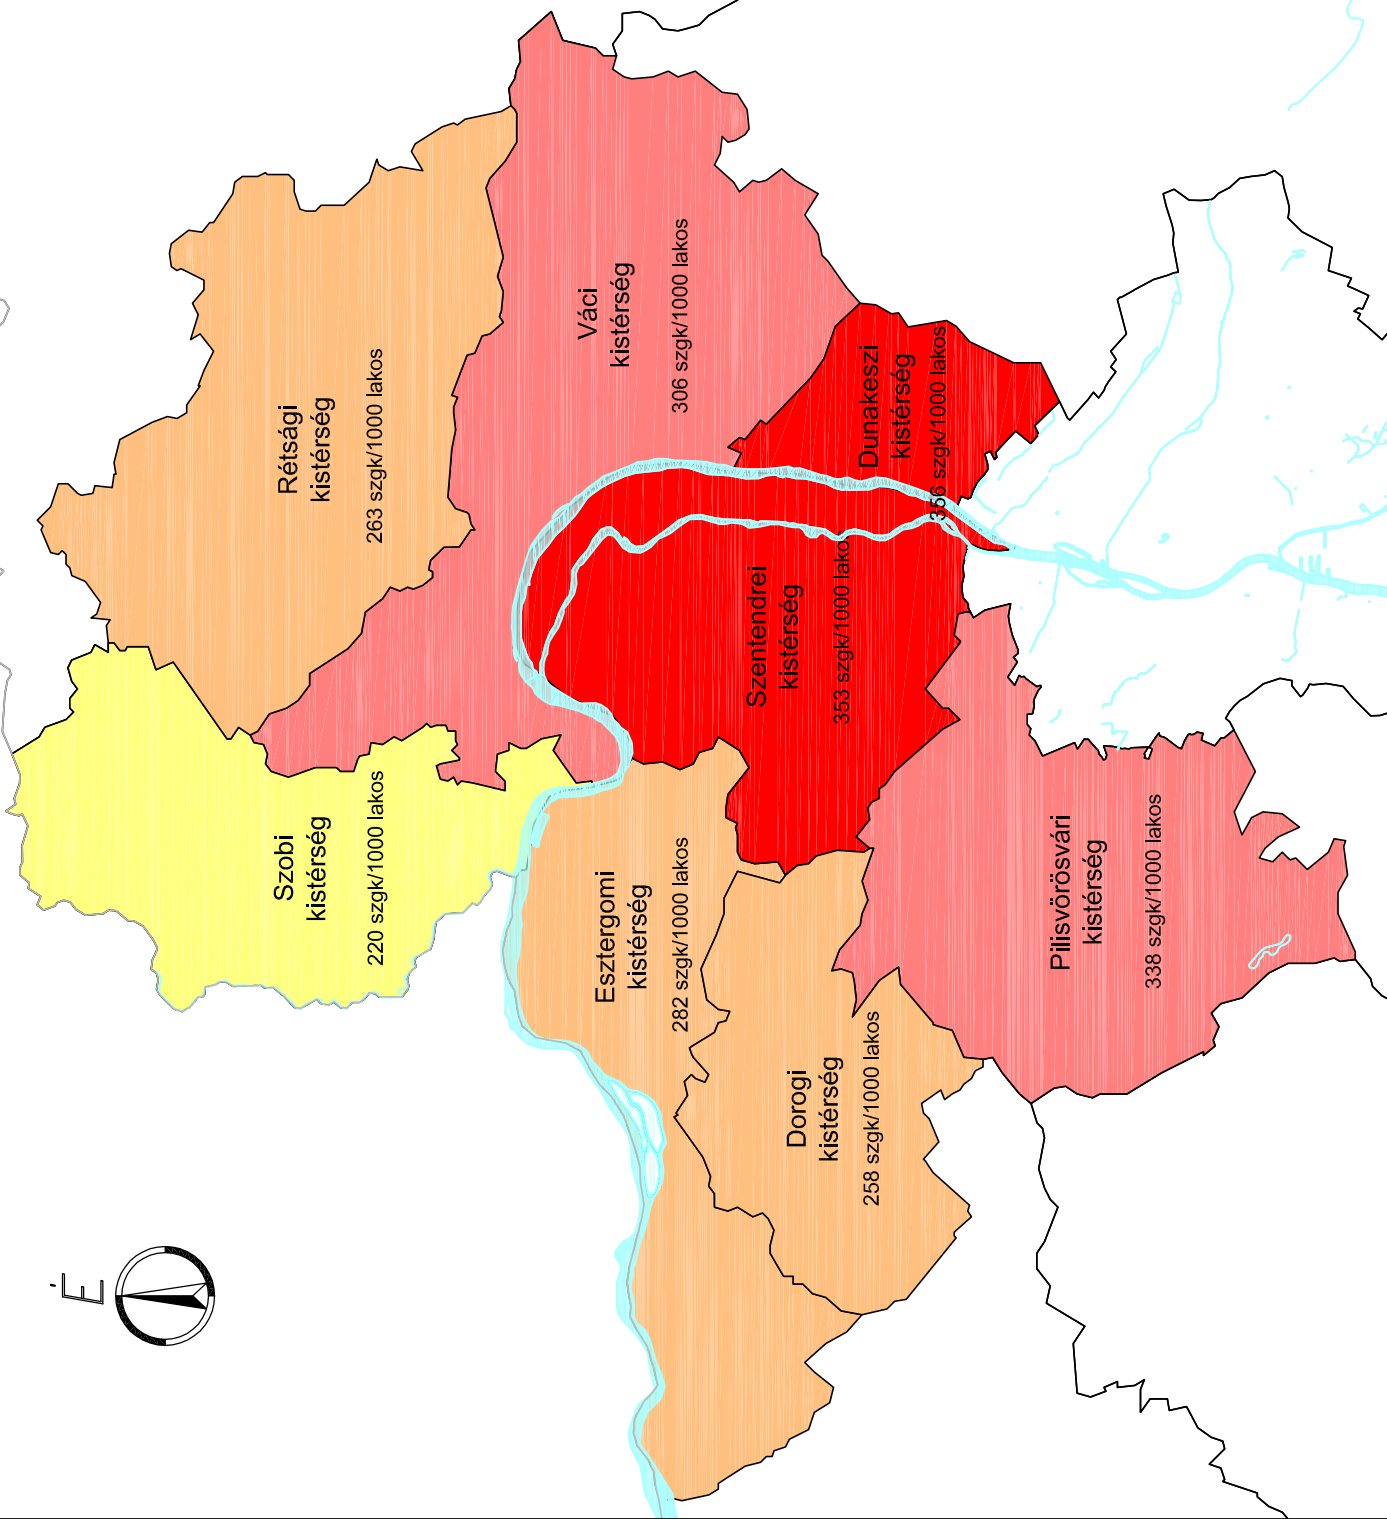 É
Rétsági
kistérség
263 szgk/1000 lakos
Váci
kistérség
306 szgk/1000 lakos
Szobi
kistérség
220 szgk/1000 lakos
Dunakeszi
kistérség
356 szgk/1000 lakos
Szentendrei
kistérség
353 szgk/1000 lako
Esztergomi
kistérség
282 szgk/1000 lakos
Dorogi
kistérség
258 szgk/1000 lakos
Pilisvörösvári
kistérség
338 szgk/1000 lakos